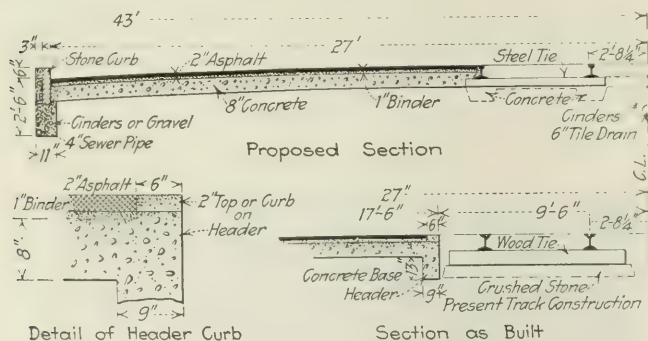 43'
3"
27'
2'-8¼"
Stone Curb
2"Asphalt
Steel Tie
6"
2'-6"
8"Concrete
1"Binder
Concrete
Cinders
6"Tile Drain
Cinders or Gravel
4"Sewer Pipe
11"
C.L.
Proposed Section
2"Asphalt
6"
1"Binder
2"Top or Curb
on
Header
8"
9"
Detail of Header Curb
27"
17'-6"
9'-6"
6"
2'-8¼"
Wood Tie
Concrete Base
Header
9"
Crushed Stone
Present Track Construction
Section as Built